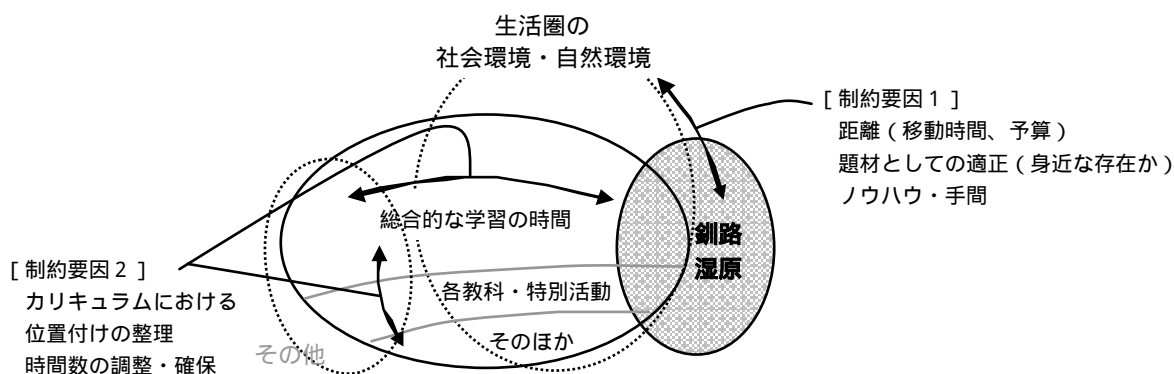 生活圏の
社会環境・自然環境
[ 制約要因１ ]
距離（移動時間、予算）
題材としての適正（身近な存在か）
ノウハウ・手間
総合的な学習の時間
釧路
湿原
[ 制約要因２ ]
カリキュラムにおける
位置付けの整理
時間数の調整・確保
各教科・特別活動
そのほか
その他